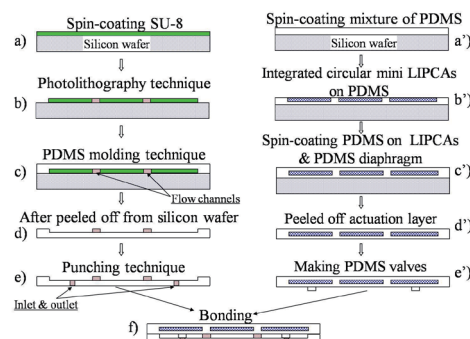 Spin-coating SU-8
a)
Silicon wafer
Photolithography technique
b)
PDMS molding technique
c)
Flow channels
After peeled off from silicon wafer
d)
e)
Punching technique
Inlet & outlet
Spin-coating mixture of PDMS
Silicon wafer
a’)
Integrated circular mini LIPCAs
on PDMS
b’)
Spin-coating PDMS on LIPCAs
& PDMS diaphragm
c’)
Peeled off actuation layer
d’)
Making PDMS valves
e’)
Bonding
f)